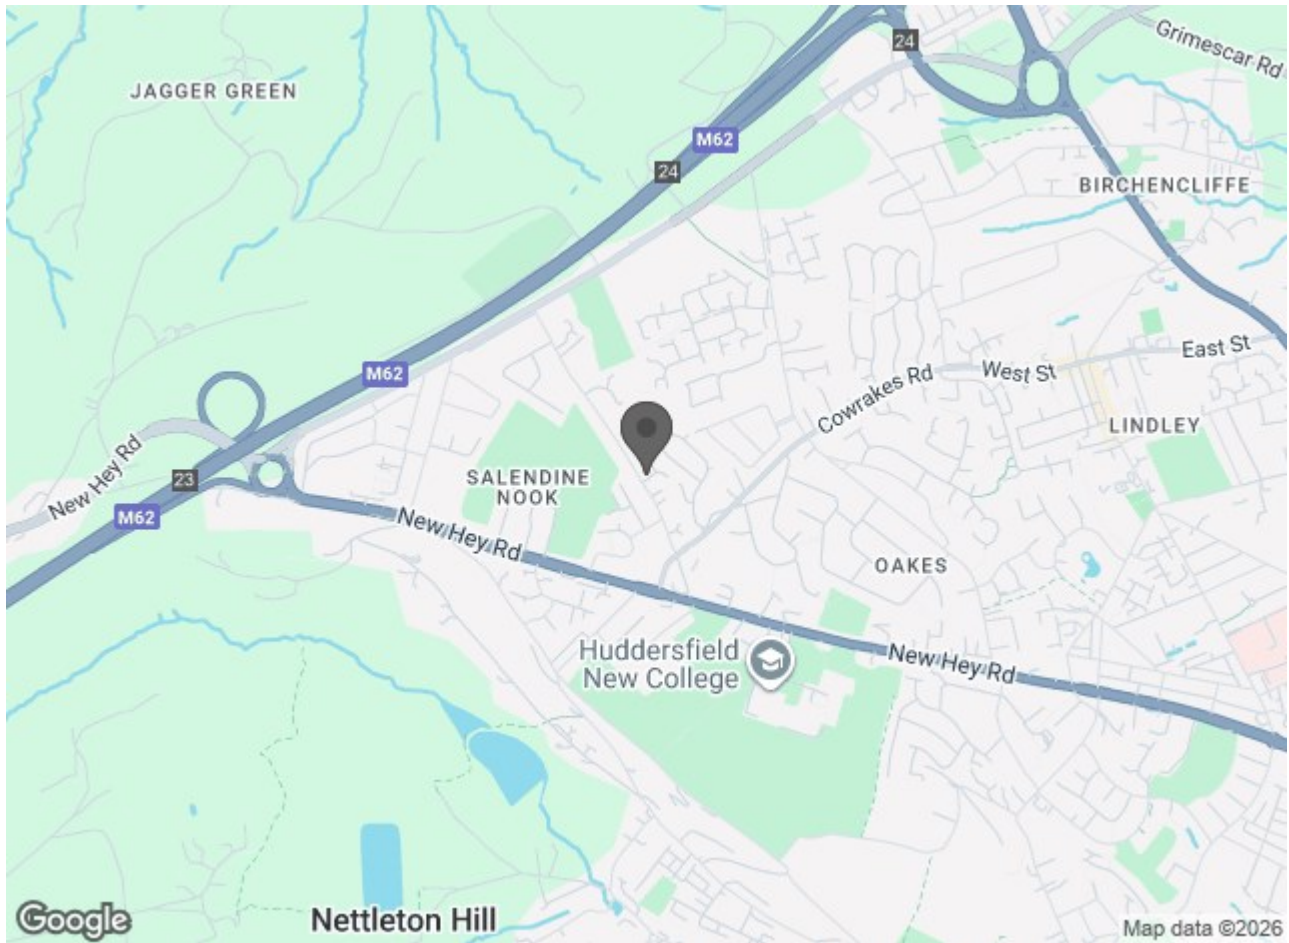 Grimescar Rd
24
JAGGER GREEN
M62
24
BIRCHENCLIFFE
East St
M62
West St
Cowrakes Rd
LINDLEY
New Hey Rd
SALENDINE
NOOK
23
M62
New Hey Rd
OAKES
Huddersfield
New College
New Hey Rd
Google
Nettleton Hill
Map data ©2026